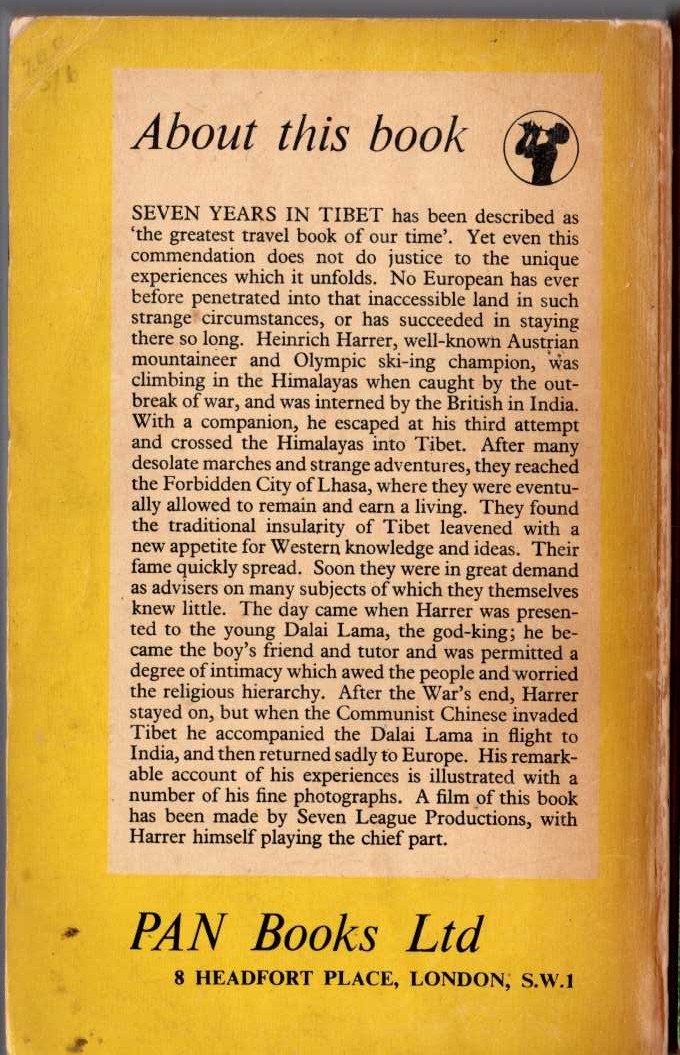 About this book
SEVEN YEARS IN TIBET has been described as
‘the greatest travel book of our time’. Yet even this
commendation does not do justice to the unique
experiences which it unfolds. No European has ever
before penetrated into that inaccessible land in such
strange circumstances, or has succeeded in staying
there so long. Heinrich Harrer, well-known Austrian
mountaineer and Olympic ski-ing champion, was
climbing in the Himalayas when caught by the out-
break of war, and was interned by the British in India.
With a companion, he escaped at his third attempt
and crossed the Himalayas into Tibet. After many
desolate marches and strange adventures, they reached
the Forbidden City of Lhasa, where they were eventu-
ally allowed to remain and earn a living. They found
the traditional insularity of Tibet leavened with a
new appetite for Western knowledge and ideas. Their
fame quickly spread. Soon they were in great demand
as advisers on many subjects of which they themselves
knew little. The day came when Harrer was presen-
ted to the young Dalai Lama, the god-king; he be-
came the boy’s friend and tutor and was permitted a
degree of intimacy which awed the people and worried
the religious hierarchy. After the War’s end, Harrer
stayed on, but when the Communist Chinese invaded
Tibet he accompanied the Dalai Lama in flight to
India, and then returned sadly to Europe. His remark-
able account of his experiences is illustrated with a
number of his fine photographs. A film of this book
has been made by Seven League Productions, with
Harrer himself playing the chief part.
PAN Books Ltd
8 HEADFORT PLACE, LONDON, S.W.1